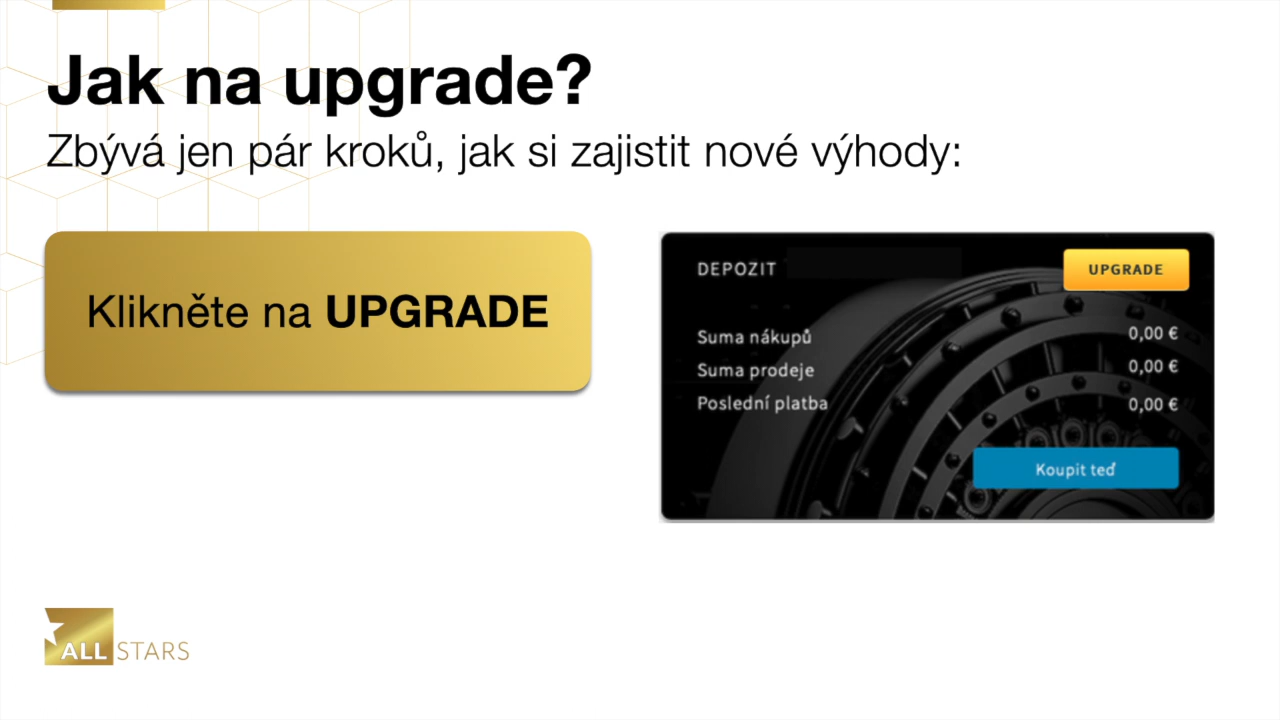 Jak na upgrade?
Zbývá jen pár kroků, jak si zajistit nové výhody:
Klikněte na UPGRADE
DEPOZIT
UPGRADE
Suma nákupů 0,00 €
Suma prodeje 0,00 €
Poslední platba 0,00 €
Koupit teď
ALL STARS